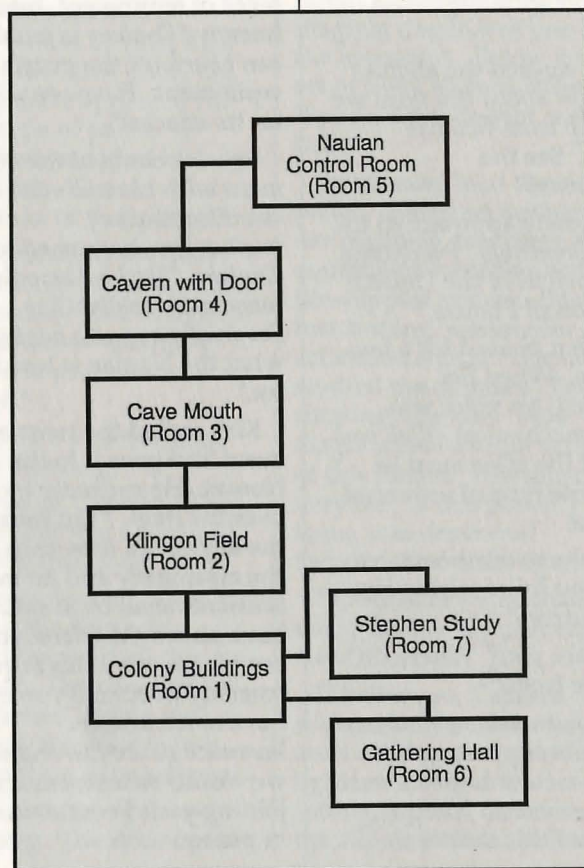 Nauian
Control Room
(Room 5)
Cavern with Door
(Room 4)
Cave Mouth
(Room 3)
Klingon Field
(Room 2)
Stephen Study
(Room 7)
Colony Buildings
(Room 1)
Gathering Hall
(Room 6)